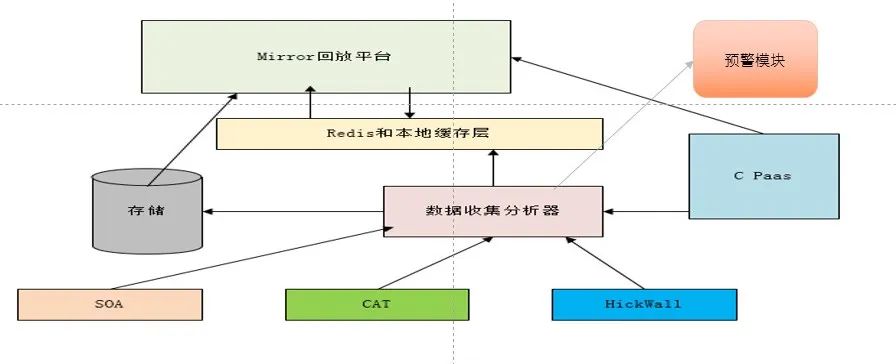 Mirror回放平台
预警模块
Redis和本地缓存层
C Paas
存储
数据收集分析器
SOA
CAT
HickWall